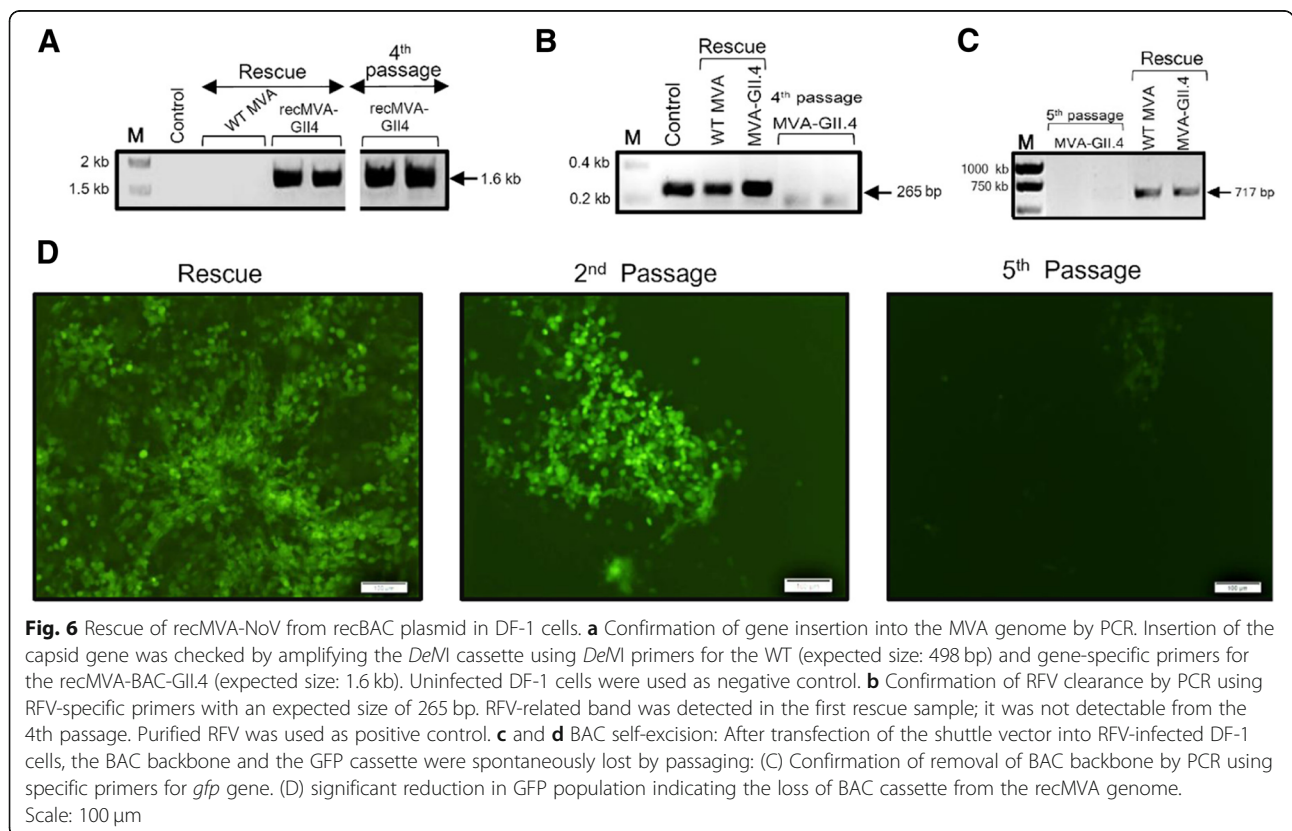 A
Rescue
4th passage
Control
WT MVA
recMVA-GII4
recMVA-GII4
M
2 kb
1.5 kb
1.6 kb
B
Rescue
Control
WT MVA
MVA-GII.4
4th passage
MVA-GII.4
M
0.4 kb
0.2 kb
265 bp
C
Rescue
WT MVA
MVA-GII.4
5th passage
MVA-GII.4
M
1000 kb
750 kb
717 bp
D
Rescue
2nd Passage
5th Passage
100 µm
100 µm
100 µm
Fig. 6 Rescue of recMVA-NoV from recBAC plasmid in DF-1 cells. a Confirmation of gene insertion into the MVA genome by PCR. Insertion of the
capsid gene was checked by amplifying the DeMI cassette using DeMI primers for the WT (expected size: 498 bp) and gene-specific primers for
the recMVA-BAC-GII.4 (expected size: 1.6 kb). Uninfected DF-1 cells were used as negative control. b Confirmation of RFV clearance by PCR using
RFV-specific primers with an expected size of 265 bp. RFV-related band was detected in the first rescue sample; it was not detectable from the
4th passage. Purified RFV was used as positive control. c and d BAC self-excision: After transfection of the shuttle vector into RFV-infected DF-1
cells, the BAC backbone and the GFP cassette were spontaneously lost by passaging: (C) Confirmation of removal of BAC backbone by PCR using
specific primers for gfp gene. (D) significant reduction in GFP population indicating the loss of BAC cassette from the recMVA genome.
Scale: 100 µm